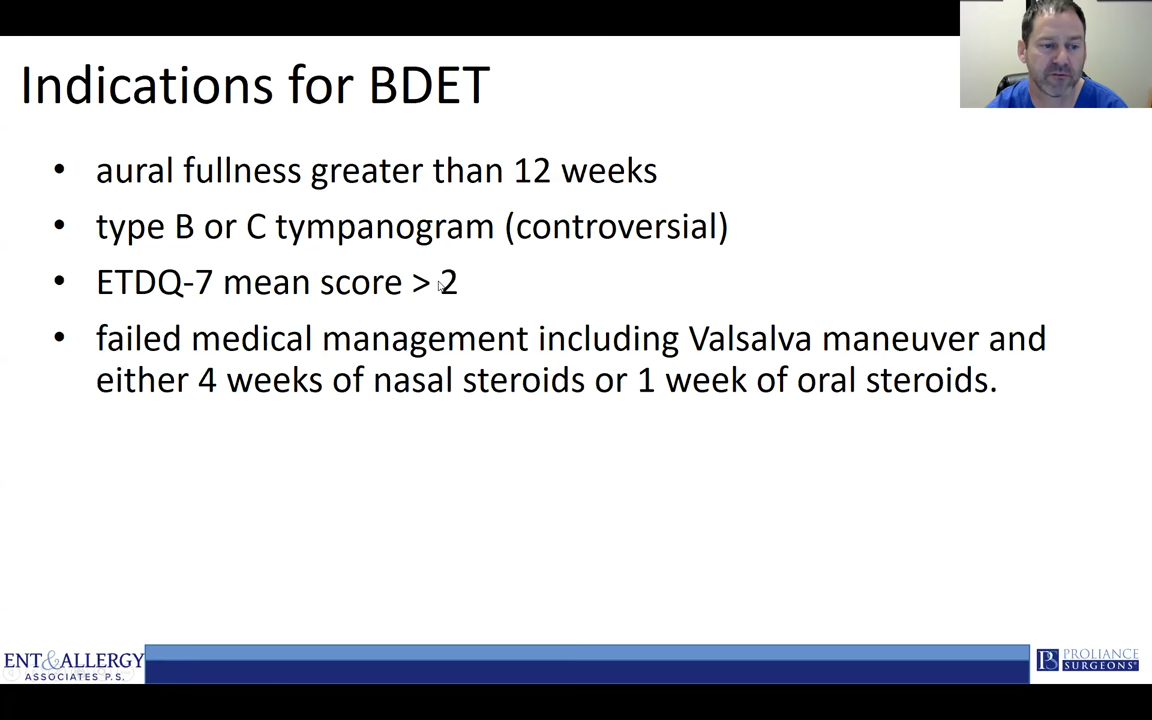 Indications for BDET
• aural fullness greater than 12 weeks
• type B or C tympanogram (controversial)
• ETDQ-7 mean score > 2
• failed medical management including Valsalva maneuver and
either 4 weeks of nasal steroids or 1 week of oral steroids.
ENT&ALLERGY
ASSOCIATES P.S.
PS PROLIANCE
SURGEONS®